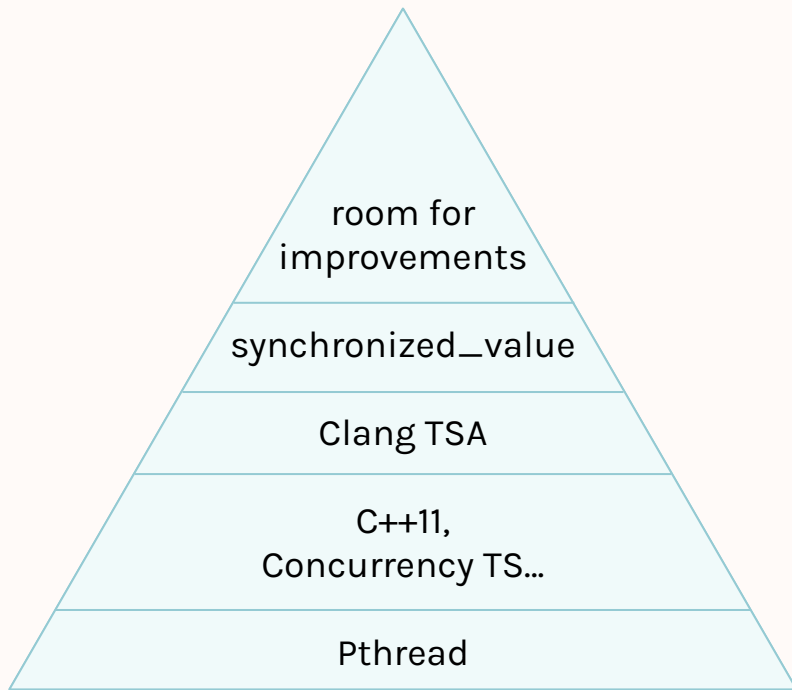 room for
improvements
synchronized_value
Clang TSA
C++11,
Concurrency TS...
Pthread